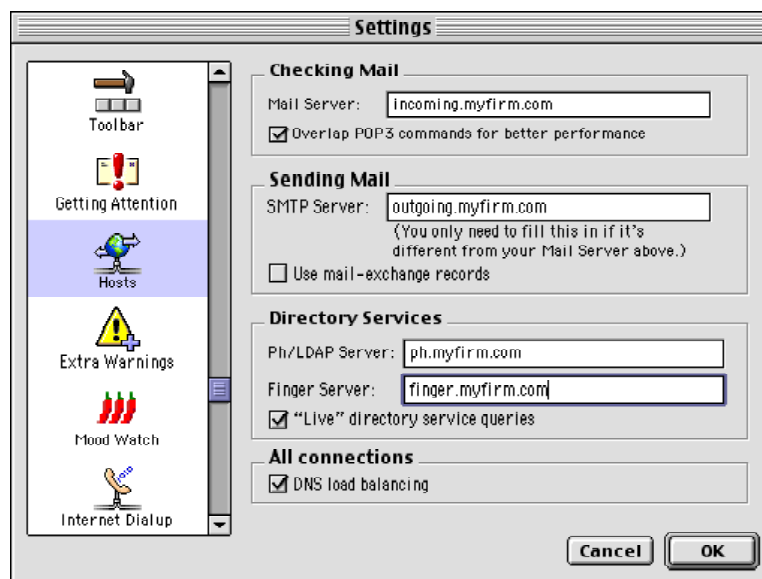 Settings
Toolbar
Getting Attention
Hosts
Extra Warnings
Mood Watch
Internet Dialup
Checking Mail
Mail Server: incoming.myfirm.com
Overlap POP3 commands for better performance
Sending Mail
SMTP Server: outgoing.myfirm.com
(You only need to fill this in if it's
different from your Mail Server above.)
Use mail-exchange records
Directory Services
Ph/LDAP Server: ph.myfirm.com
Finger Server: finger.myfirm.com
"Live" directory service queries
All connections
DNS load balancing
Cancel OK